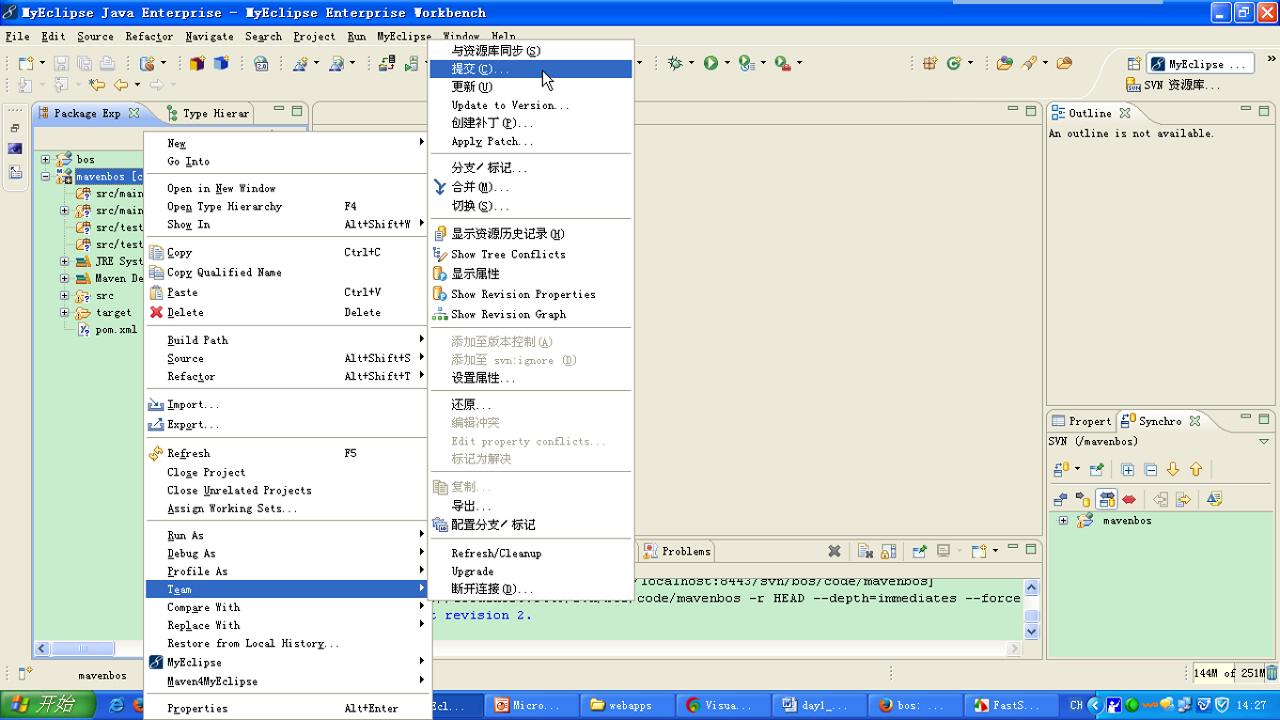 MyEclipse Java Enterprise - MyEclipse Enterprise Workbench
File Edit Source Refactor Navigate Search Project Run MyEclipse Window Help
MyEclipse ...
SVN 资源库...
Package Exp
Type Hierar
bos
mavenbos [c
src/main
src/main
src/test
src/test
JRE Syst
Maven De
src
target
pom.xml
New
Go Into
Open in New Window
Open Type Hierarchy F4
Show In Alt+Shift+W
Copy Ctrl+C
Copy Qualified Name
Paste Ctrl+V
Delete Delete
Build Path
Source Alt+Shift+S
Refactor Alt+Shift+T
Import...
Export...
Refresh F5
Close Project
Close Unrelated Projects
Assign Working Sets...
Run As
Debug As
Profile As
Team
Compare With
Replace With
Restore from Local History...
MyEclipse
Maven4MyEclipse
Properties Alt+Enter
与资源库同步(S)
提交(C)...
更新(U)
Update to Version...
创建补丁(P)...
Apply Patch...
分支/标记...
合并(M)...
切换(S)...
显示资源历史记录(H)
Show Tree Conflicts
显示属性
Show Revision Properties
Show Revision Graph
添加至版本控制(A)
添加至 svn:ignore (D)
设置属性...
还原...
编辑冲突
Edit property conflicts...
标记为解决
复制...
导出...
配置分支/标记
Refresh/Cleanup
Upgrade
断开连接(D)...
Outline
An outline is not available.
Propert
Synchro
SVN (/mavenbos)
mavenbos
Problems
localhost:8443/svn/bos/code/mavenbos]
/code/mavenbos -r HEAD --depth=immediates --force
revision 2.
mavenbos
144M of 251M
开始
Ecl...
Micro...
webapps
Visua...
day1_...
bos: ...
FastS...
CH
14:27